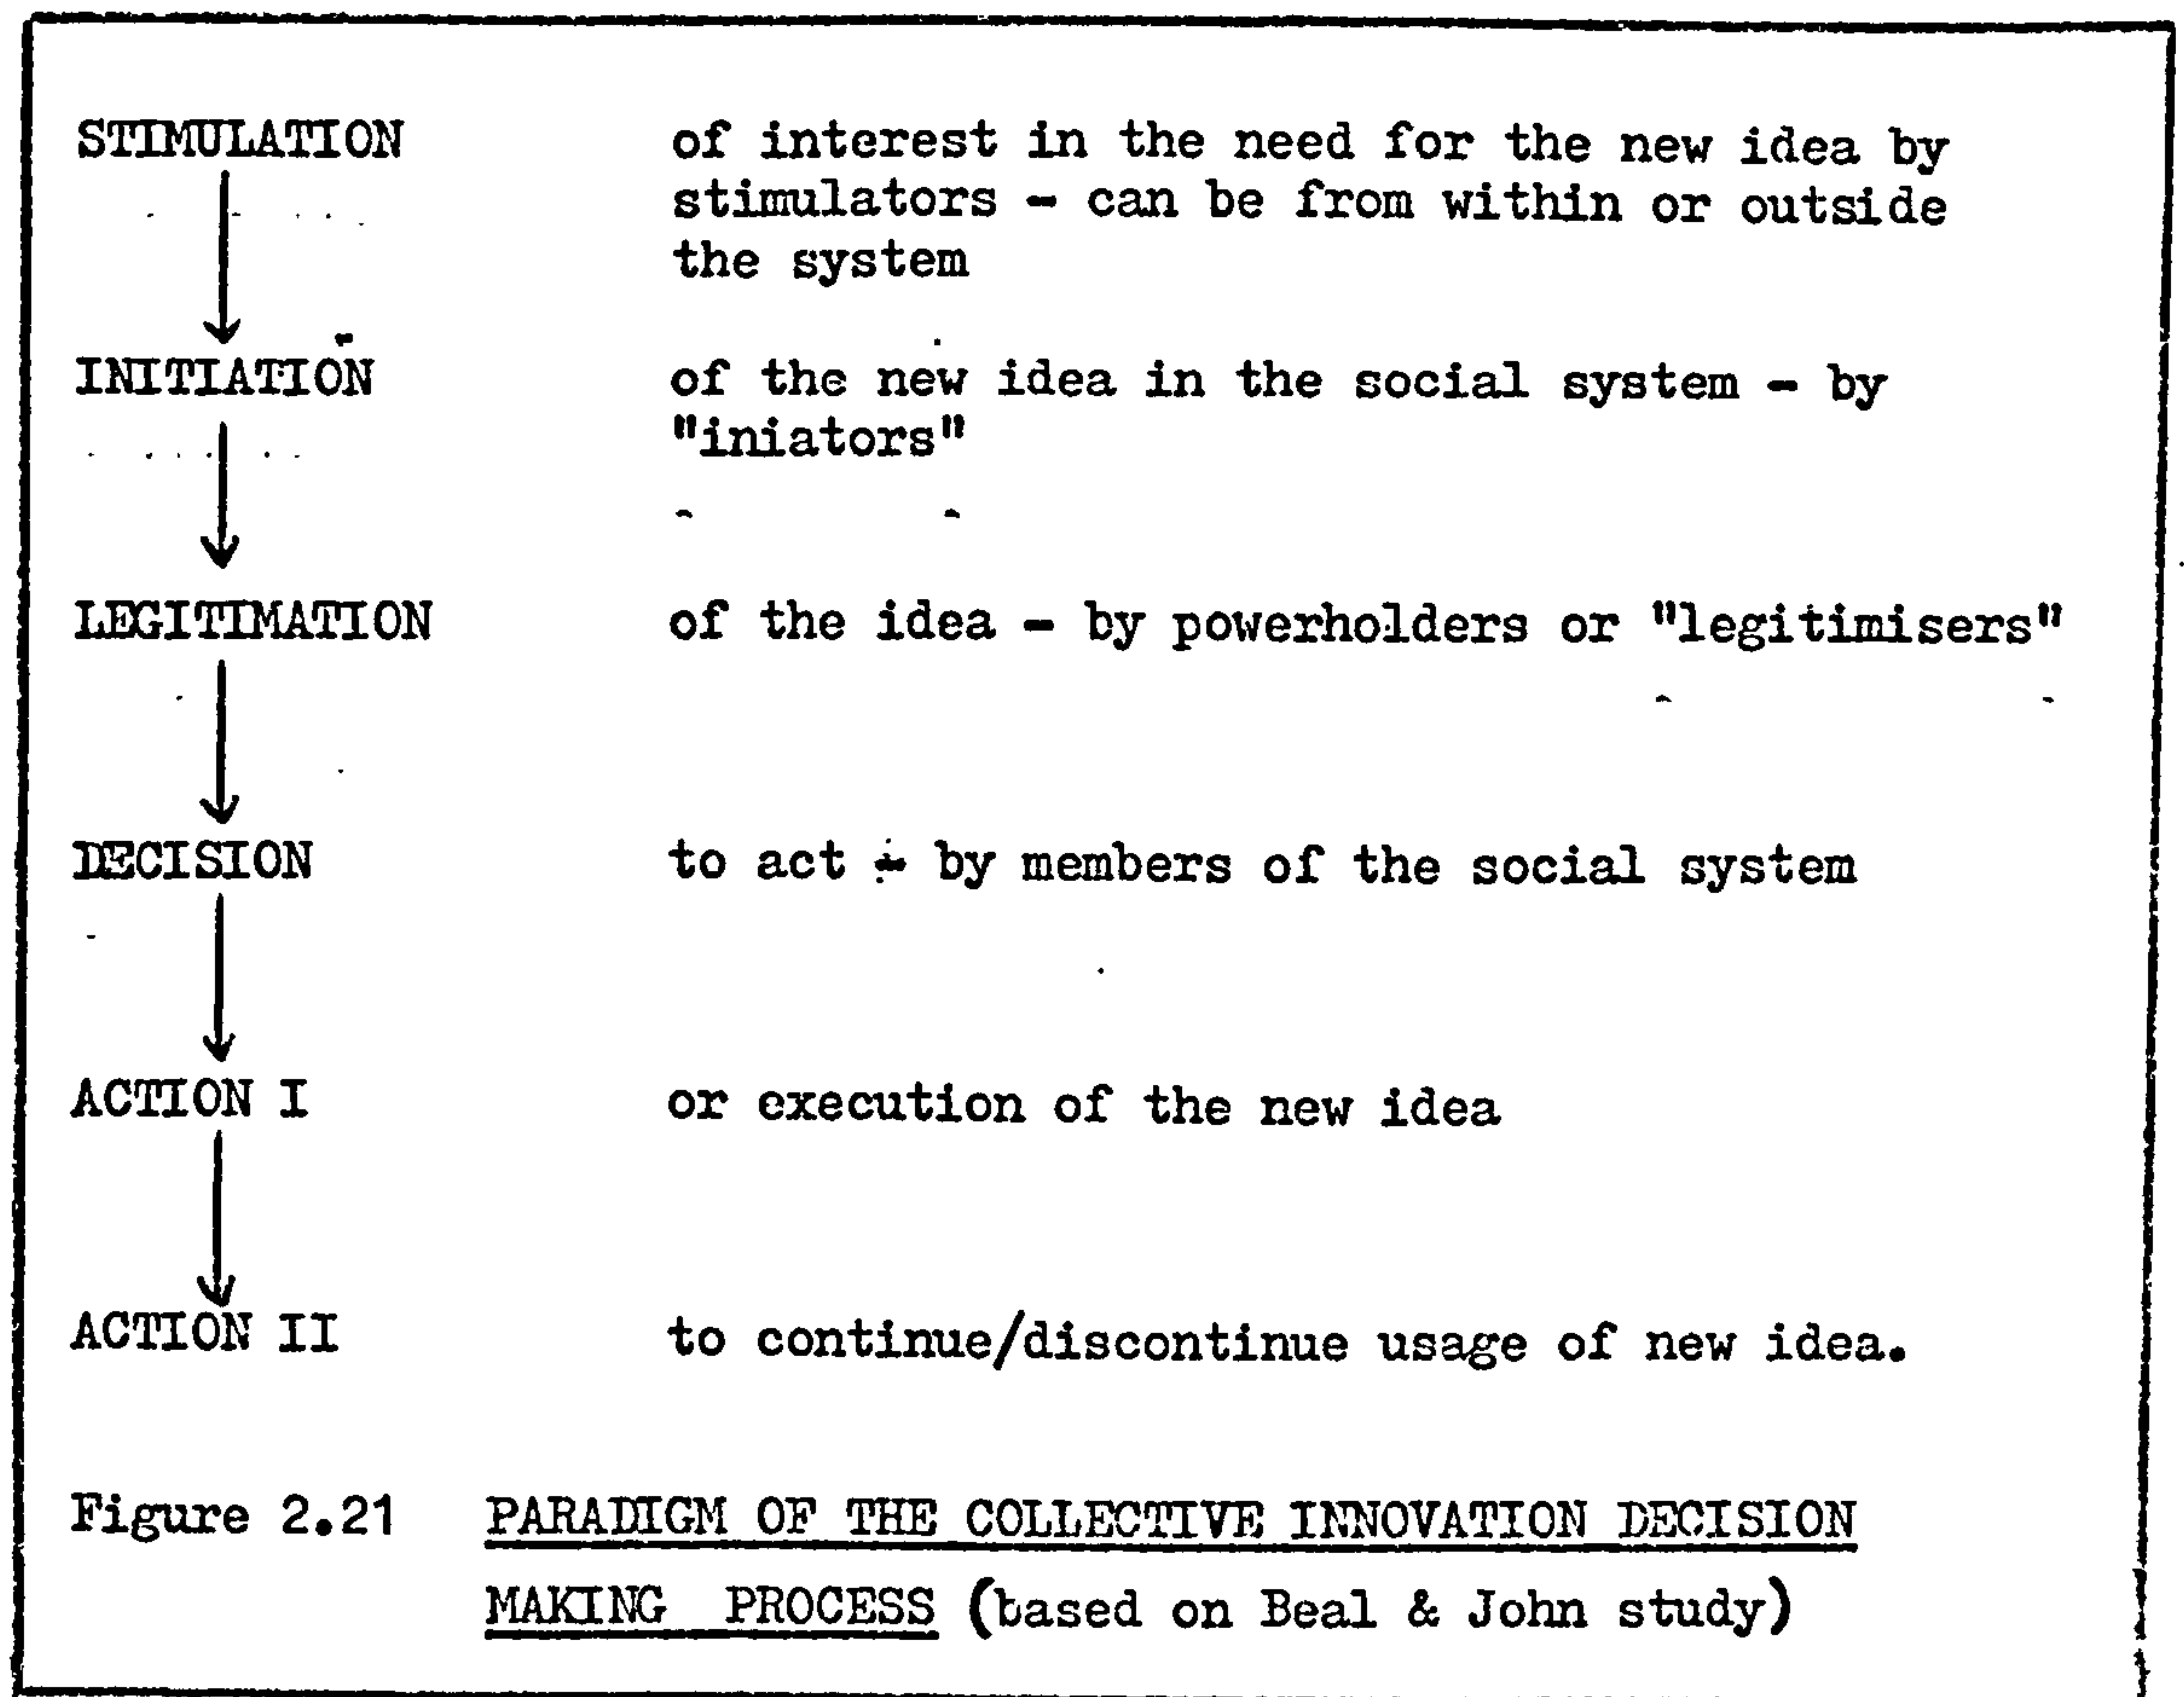 STIMULATION of interest in the need for the new idea by
stimulators - can be from within or outside
the system
INITIATION of the new idea in the social system - by
"iniators"
LEGITIMATION of the idea - by powerholders or "legitimisers"
DECISION to act - by members of the social system
ACTION I or execution of the new idea
ACTION II to continue/discontinue usage of new idea.
Figure 2.21 PARADIGM OF THE COLLECTIVE INNOVATION DECISION
MAKING PROCESS (based on Beal & John study)